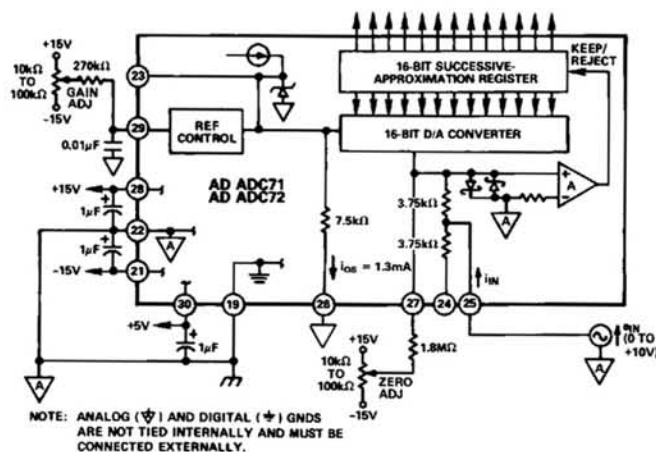 +15V
10kΩ
TO
100kΩ
-15V
270kΩ
GAIN
ADJ
0.01μF
+15V
1μF
1μF
-15V
23
29
28
22
21
A
REF
CONTROL
AD ADC71
AD ADC72
16-BIT SUCCESSIVE-
APPROXIMATION REGISTER
KEEP/
REJECT
16-BIT D/A CONVERTER
+
-
A
A
3.75kΩ
3.75kΩ
7.5kΩ
iOS = 1.3mA
iIN
30
19
26
27
24
25
+5V
1μF
A
+15V
10kΩ
TO
100kΩ
-15V
1.8MΩ
ZERO
ADJ
eIN
(0 TO
+10V)
A
NOTE: ANALOG (A) AND DIGITAL (⏚) GNDS
ARE NOT TIED INTERNALLY AND MUST BE
CONNECTED EXTERNALLY.